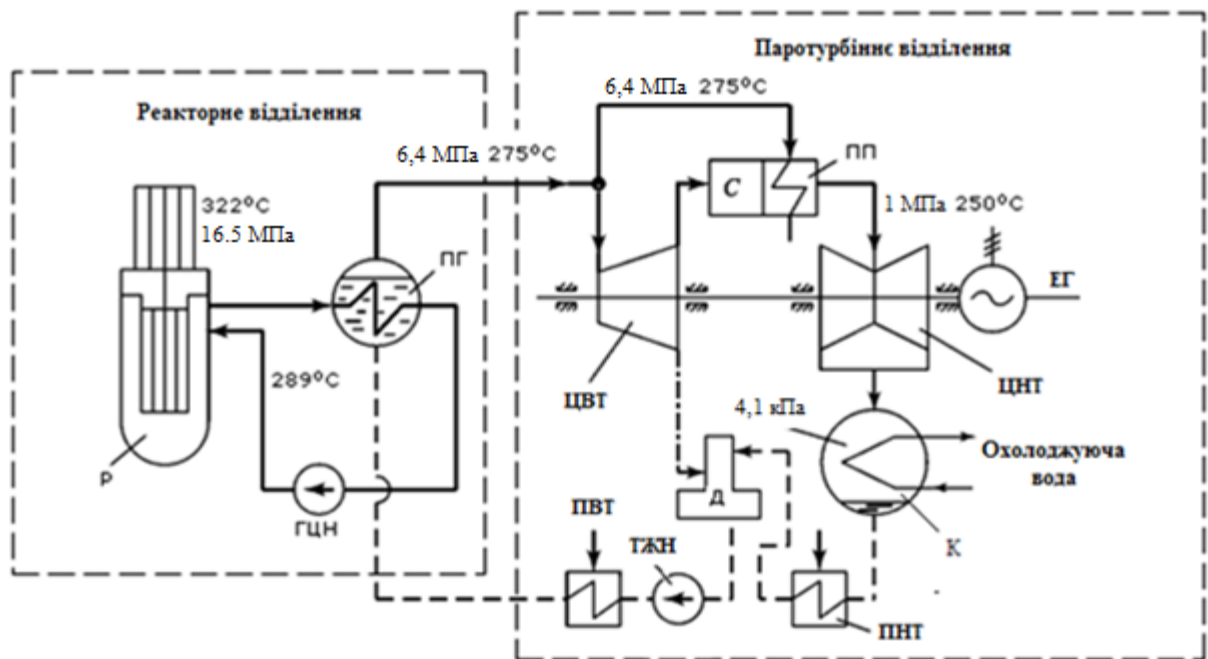 Паротурбіннє відділення
6,4 МПа 275°С
Реакторне відділення
ПП
6,4 МПа 275°С
С
322°С
16.5 МПа
1 МПа 250°С
ПГ
ЕГ
289°С
ЦВТ
ЦНТ
4,1 кПа
Охолоджуюча
вода
Р
Д
ГЦН
ПВТ
ТЖН
К
ПНТ